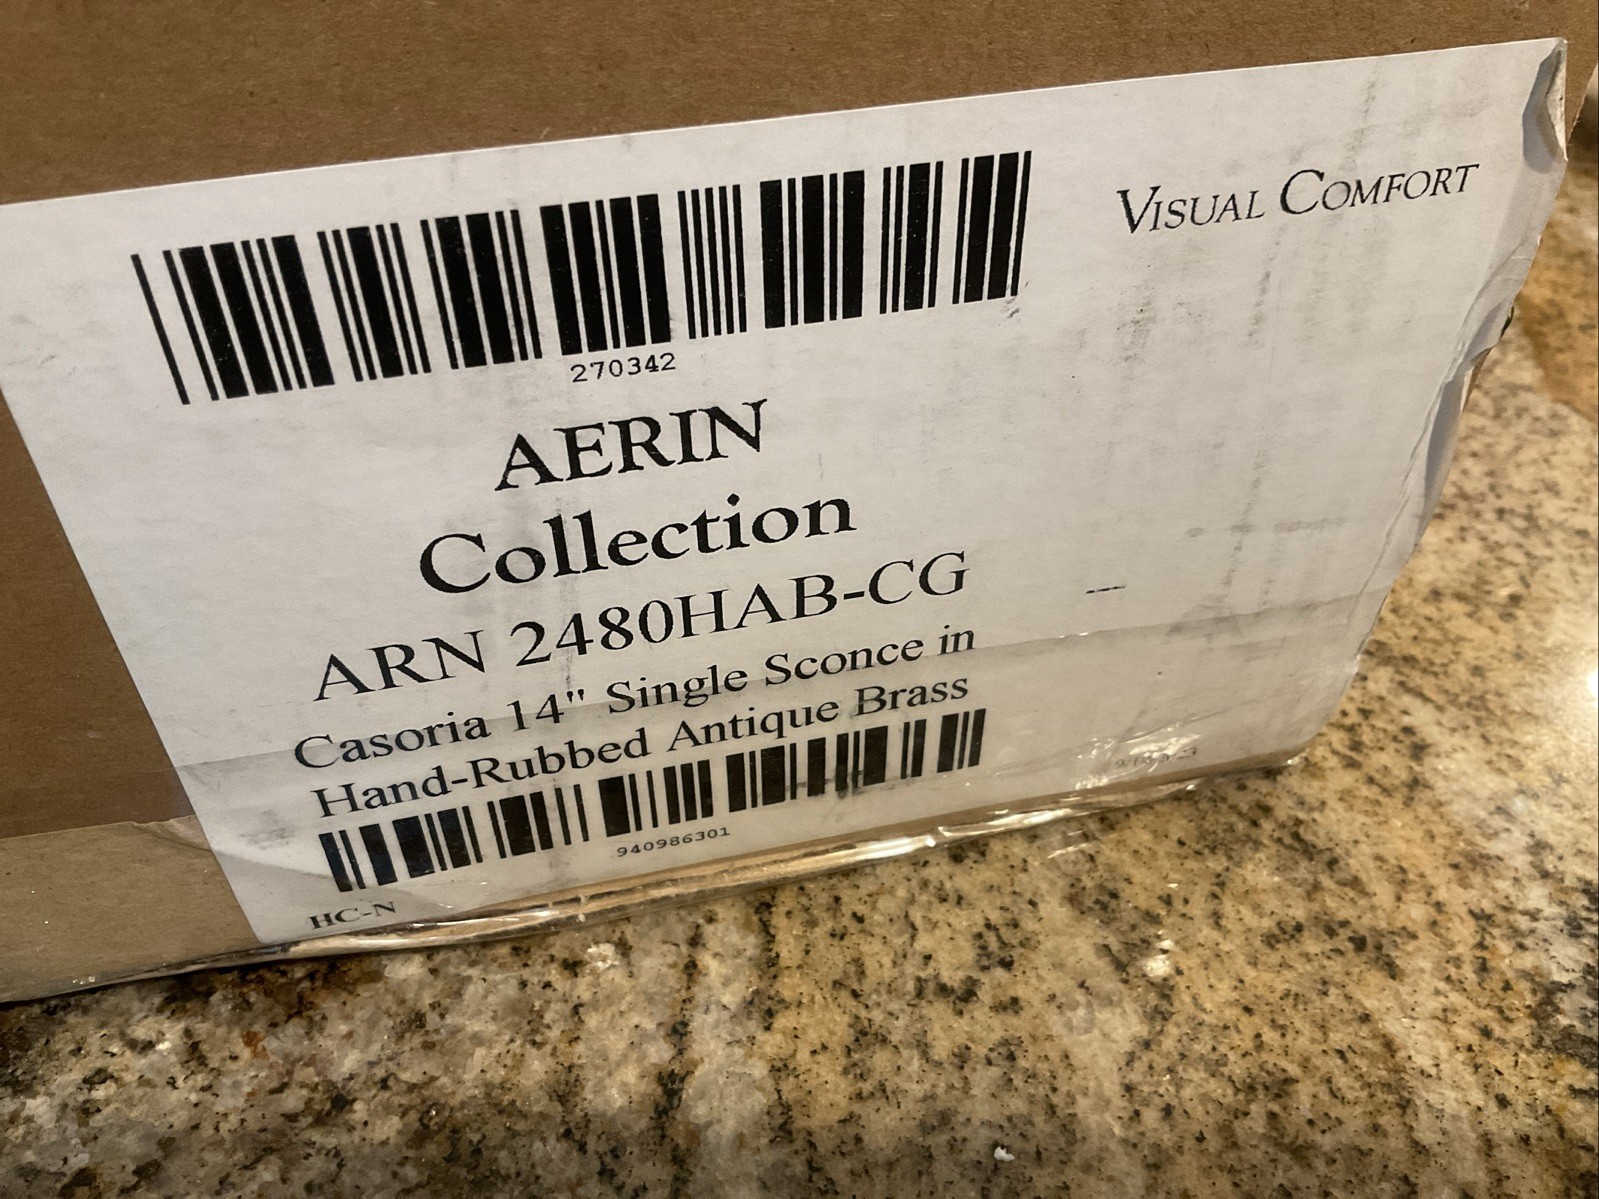 VISUAL COMFORT
270342
AERIN
Collection
ARN 2480HAB-CG
Casoria 14" Single Sconce in
Hand-Rubbed Antique Brass
940986301
HC-N